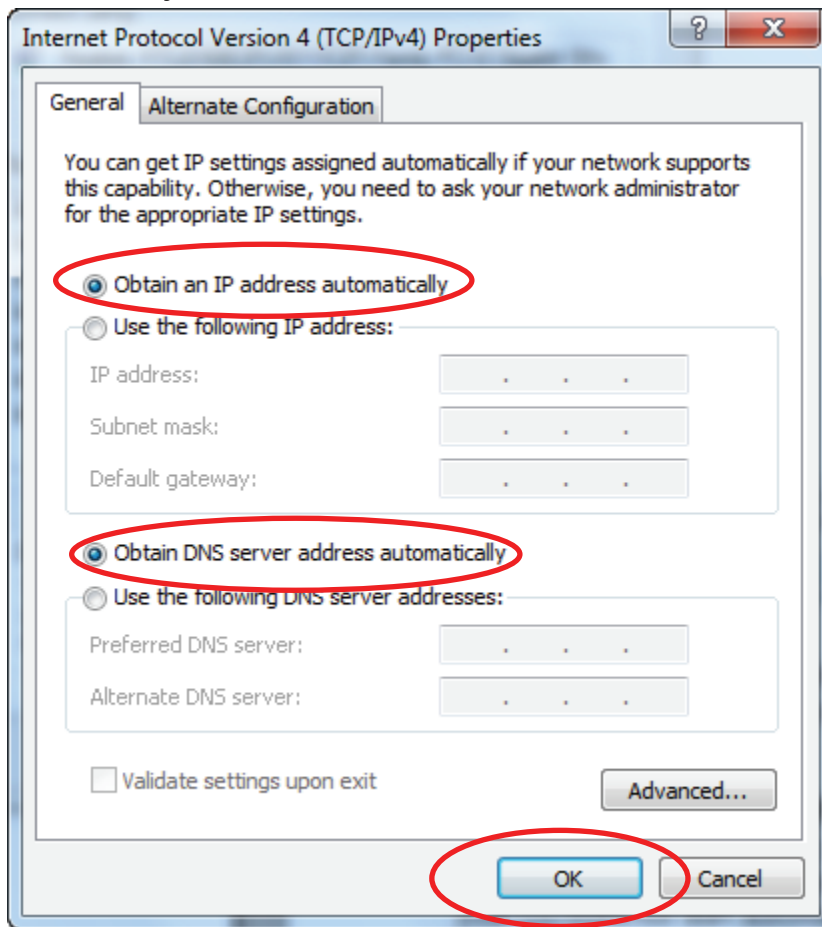 Internet Protocol Version 4 (TCP/IPv4) Properties
General
Alternate Configuration
You can get IP settings assigned automatically if your network supports
this capability. Otherwise, you need to ask your network administrator
for the appropriate IP settings.
Obtain an IP address automatically
Use the following IP address:
IP address:
Subnet mask:
Default gateway:
Obtain DNS server address automatically
Use the following DNS server addresses:
Preferred DNS server:
Alternate DNS server:
Validate settings upon exit
Advanced...
OK
Cancel